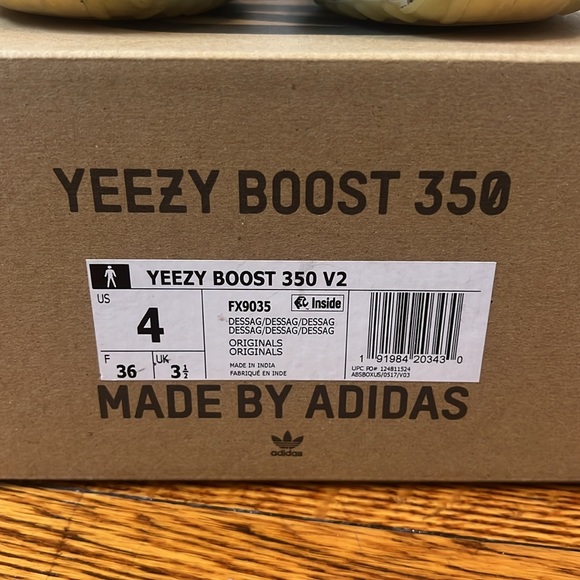 YEEZY BOOST 350
YEEZY BOOST 350 V2
US
4
F
36
UK
3½
FX9035
Inside
DESSAG/DESSAG/DESSAG
DESSAG/DESSAG/DESSAG
ORIGINALS
ORIGINALS
MADE IN INDIA
FABRIQUÉ EN INDE
1 91984 20343 0
UPC PO# 124811524
ABSBOXUS/0517/V03
MADE BY ADIDAS
adidas